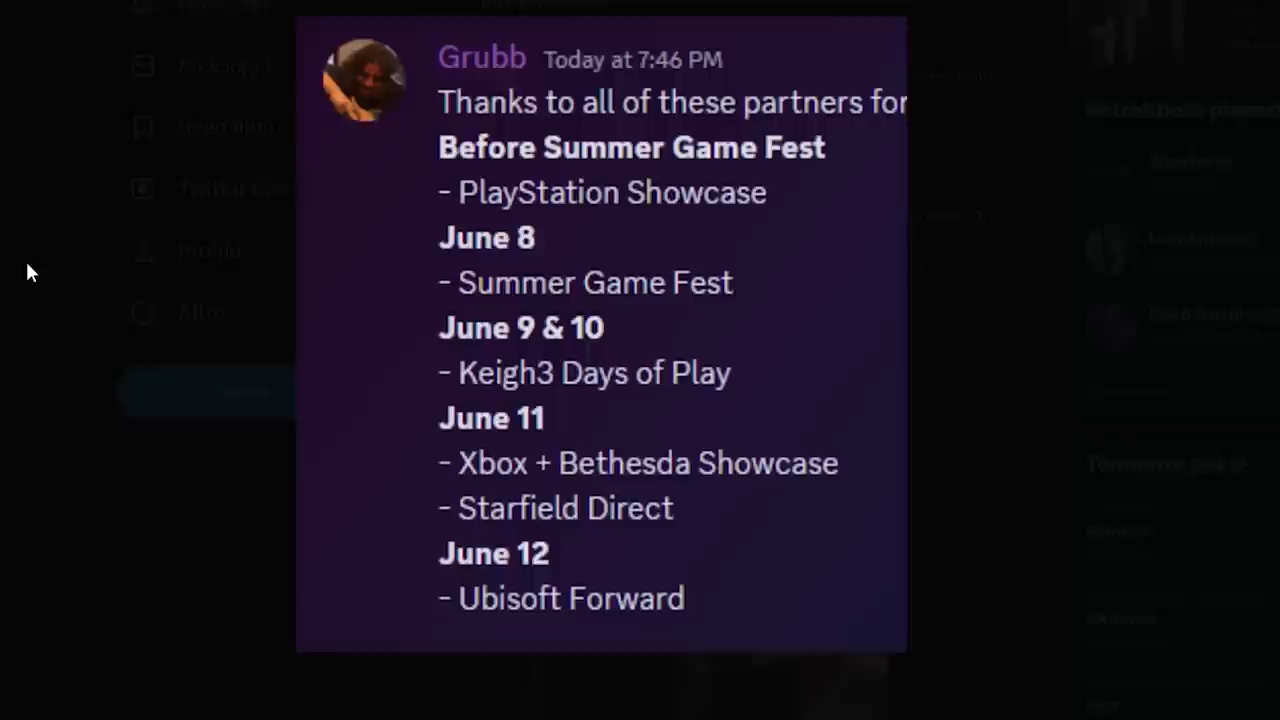 Grubb Today at 7:46 PM
Thanks to all of these partners for
Before Summer Game Fest
- PlayStation Showcase
June 8
- Summer Game Fest
June 9 & 10
- Keigh3 Days of Play
June 11
- Xbox + Bethesda Showcase
- Starfield Direct
June 12
- Ubisoft Forward